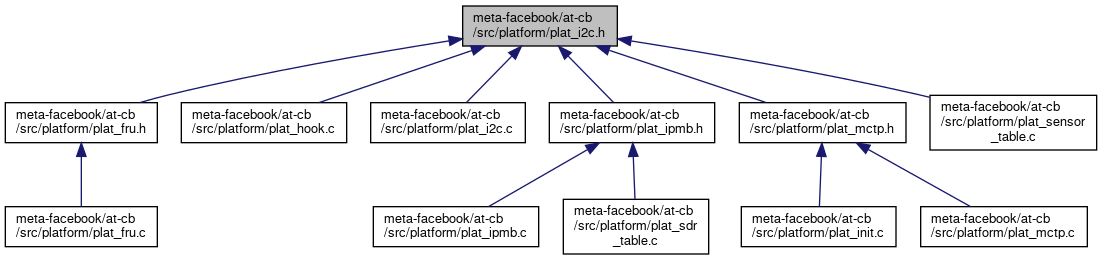 meta-facebook/at-cb
/src/platform/plat_i2c.h
meta-facebook/at-cb
/src/platform/plat_fru.h
meta-facebook/at-cb
/src/platform/plat_hook.c
meta-facebook/at-cb
/src/platform/plat_i2c.c
meta-facebook/at-cb
/src/platform/plat_ipmb.h
meta-facebook/at-cb
/src/platform/plat_mctp.h
meta-facebook/at-cb
/src/platform/plat_sensor
_table.c
meta-facebook/at-cb
/src/platform/plat_fru.c
meta-facebook/at-cb
/src/platform/plat_ipmb.c
meta-facebook/at-cb
/src/platform/plat_sdr
_table.c
meta-facebook/at-cb
/src/platform/plat_init.c
meta-facebook/at-cb
/src/platform/plat_mctp.c